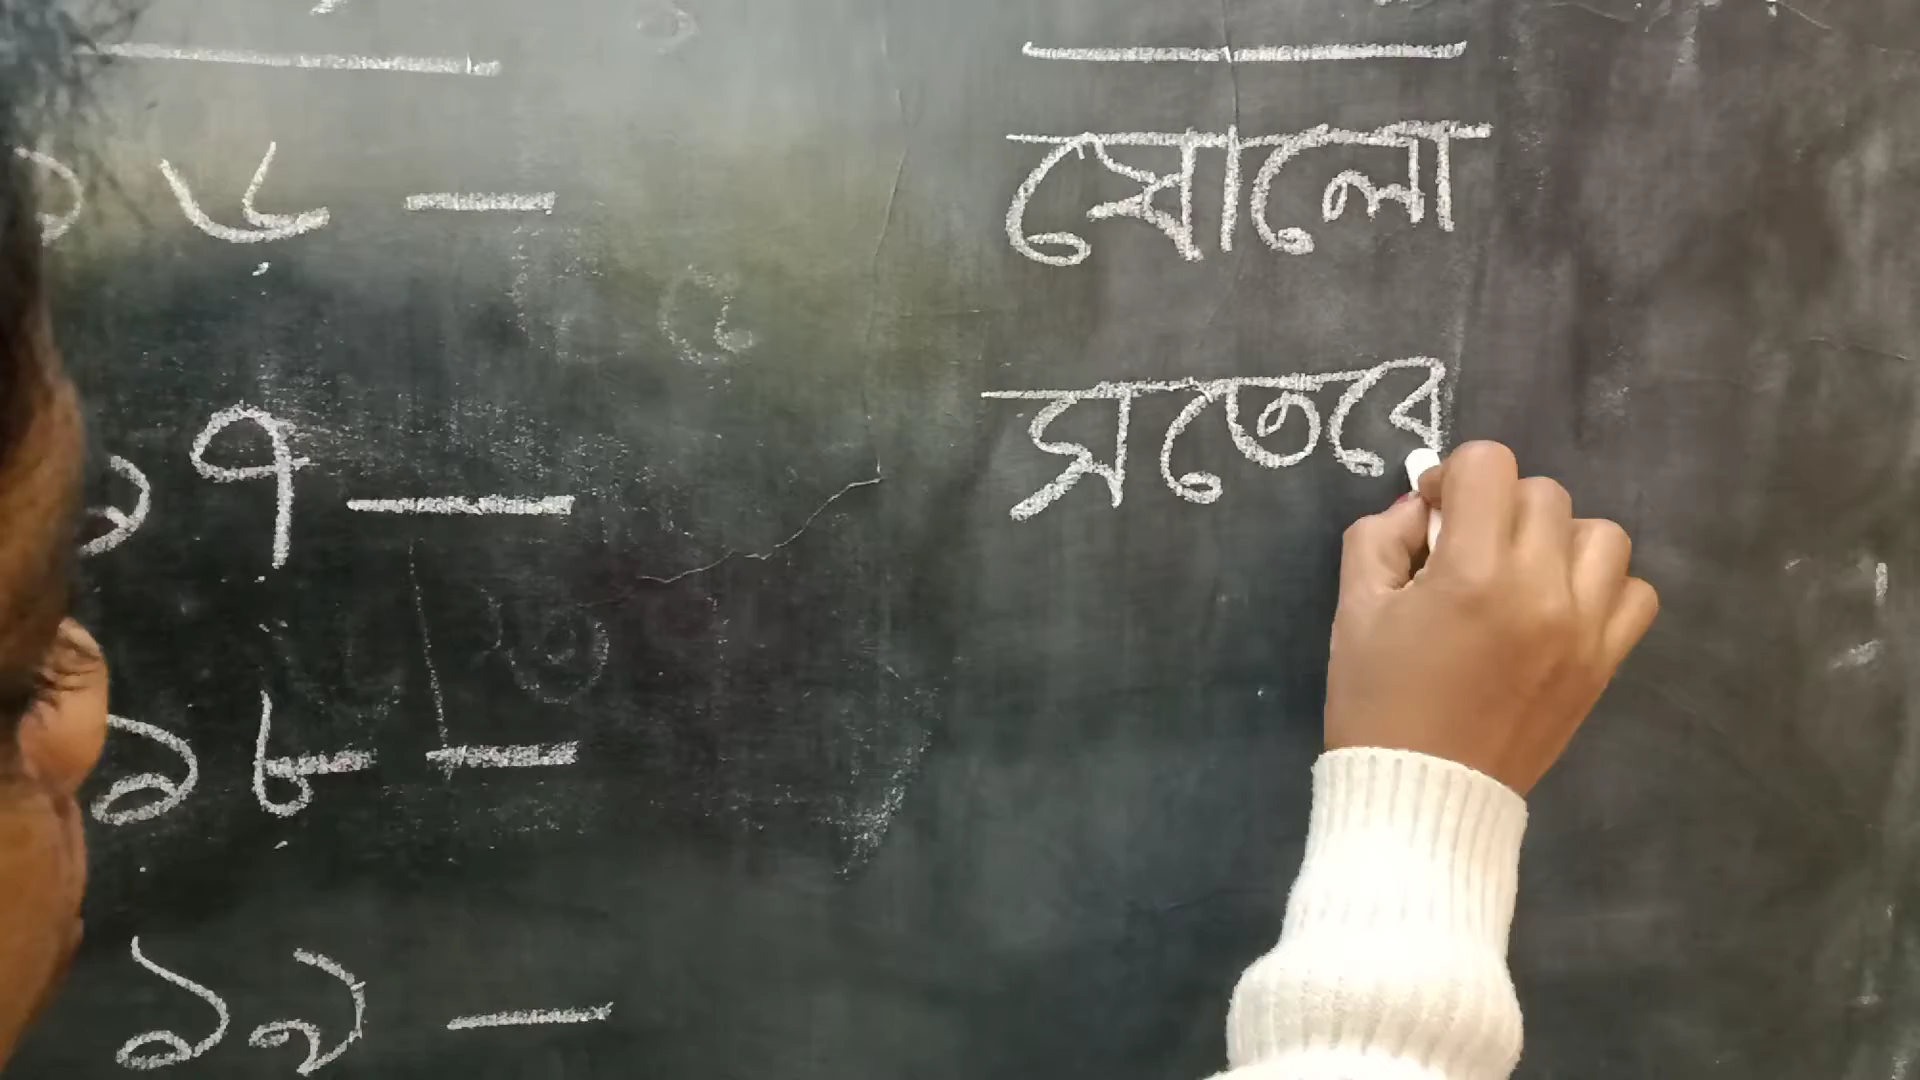 ১৬ — ষোলো
১৭ — সতেরে
১৮ —
১৯ —